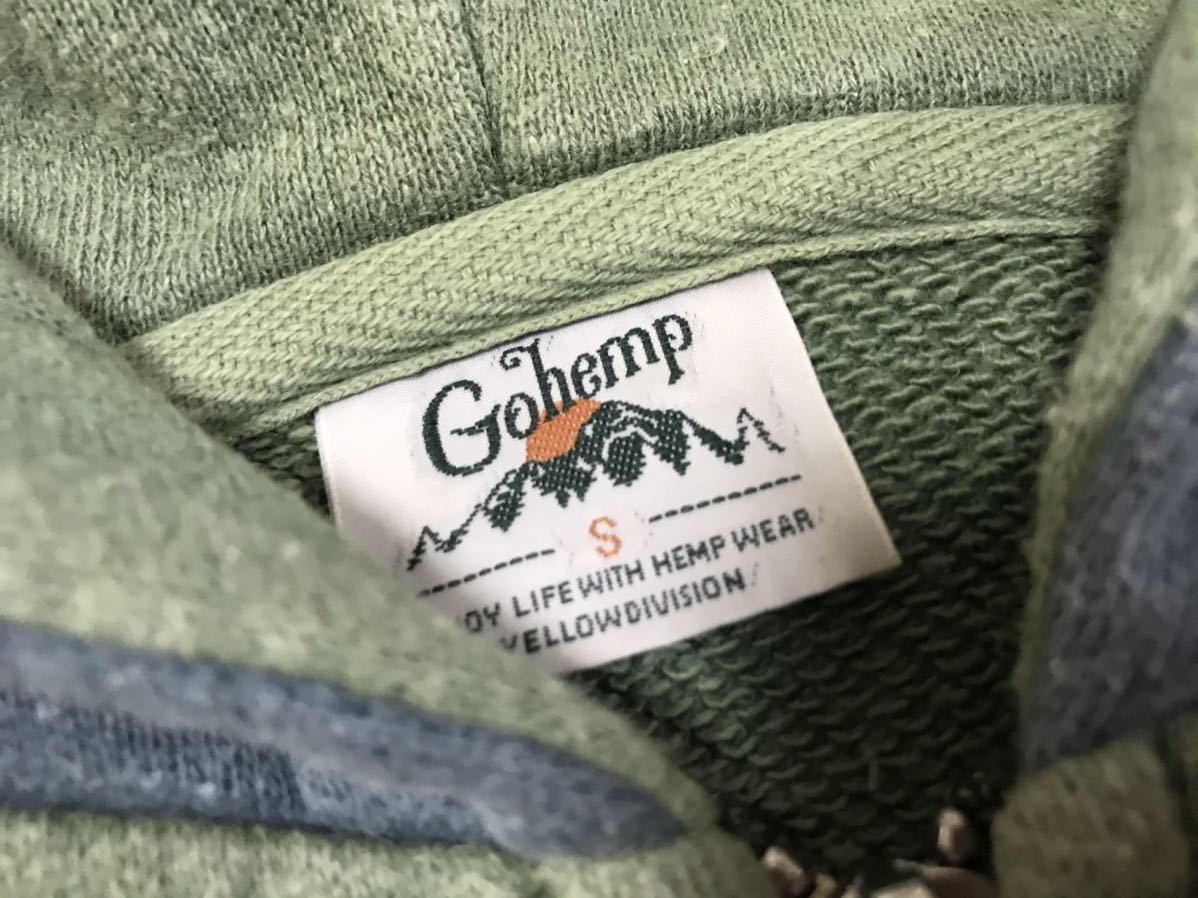 Gohemp
S
LIFE WITH HEMP WEAR
YELLOWDIVISION